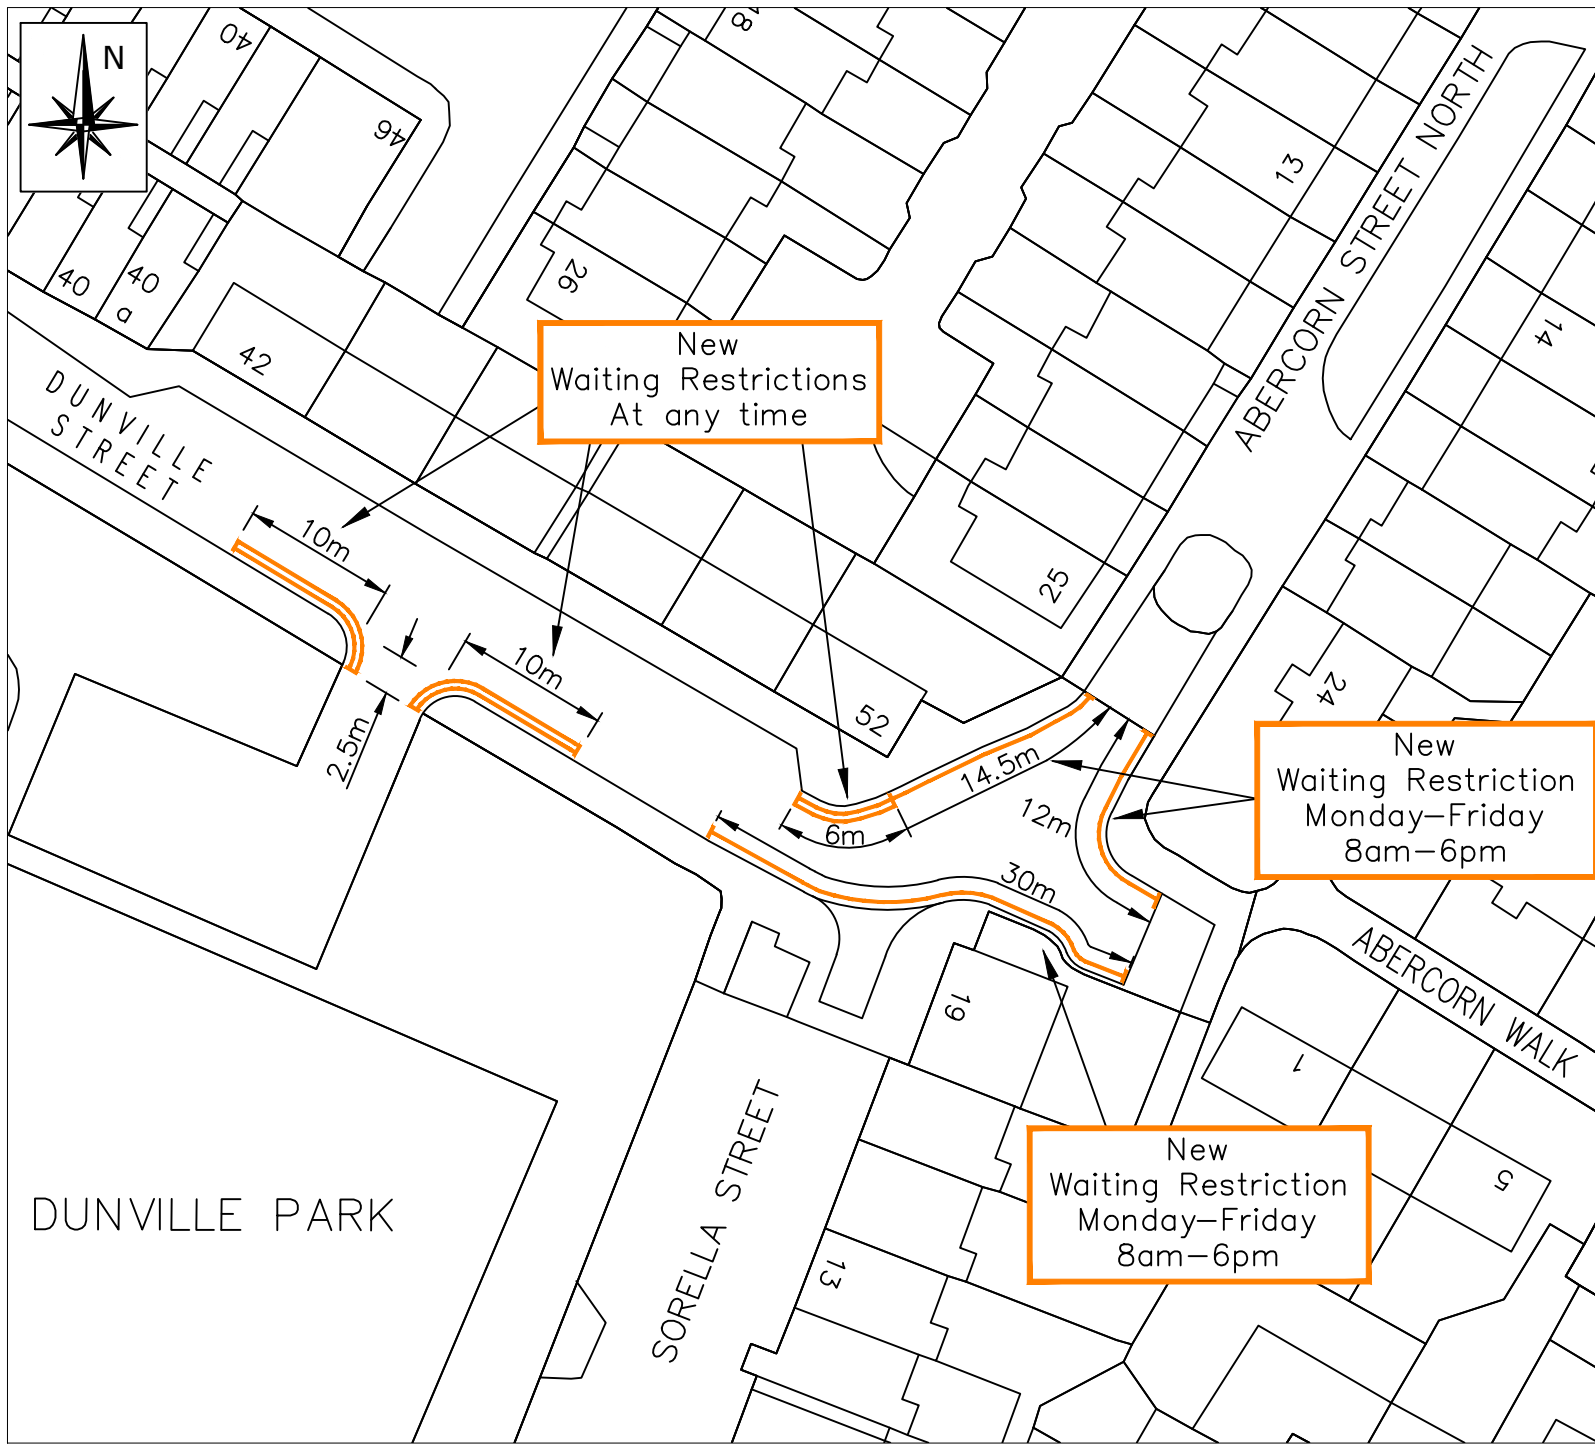 N
40
46
18
13
ABERCORN STREET NORTH
40
40
a
26
42
14
DUNVILLE
STREET
New
Waiting Restrictions
At any time
10m
25
10m
24
52
2.5m
14.5m
12m
6m
30m
New
Waiting Restriction
Monday-Friday
8am-6pm
ABERCORN WALK
19
1
5
DUNVILLE PARK
SORELLA STREET
13
New
Waiting Restriction
Monday-Friday
8am-6pm